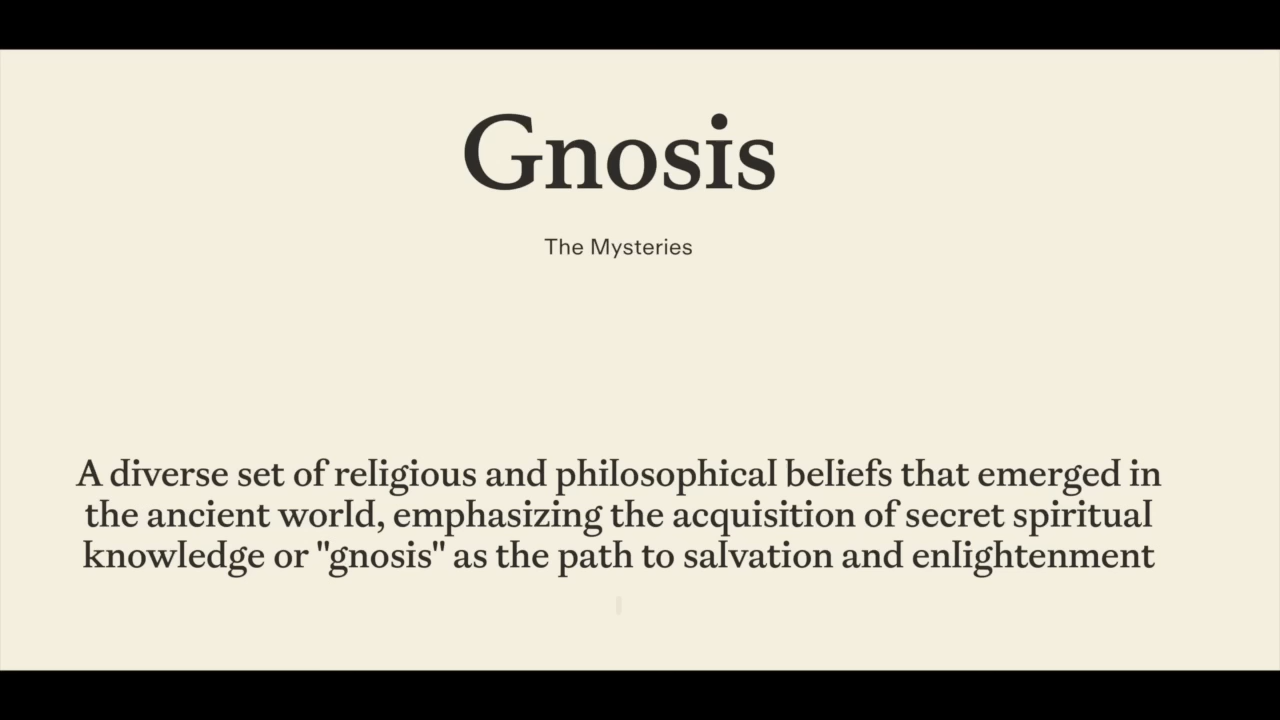 Gnosis
The Mysteries
A diverse set of religious and philosophical beliefs that emerged in
the ancient world, emphasizing the acquisition of secret spiritual
knowledge or "gnosis" as the path to salvation and enlightenment